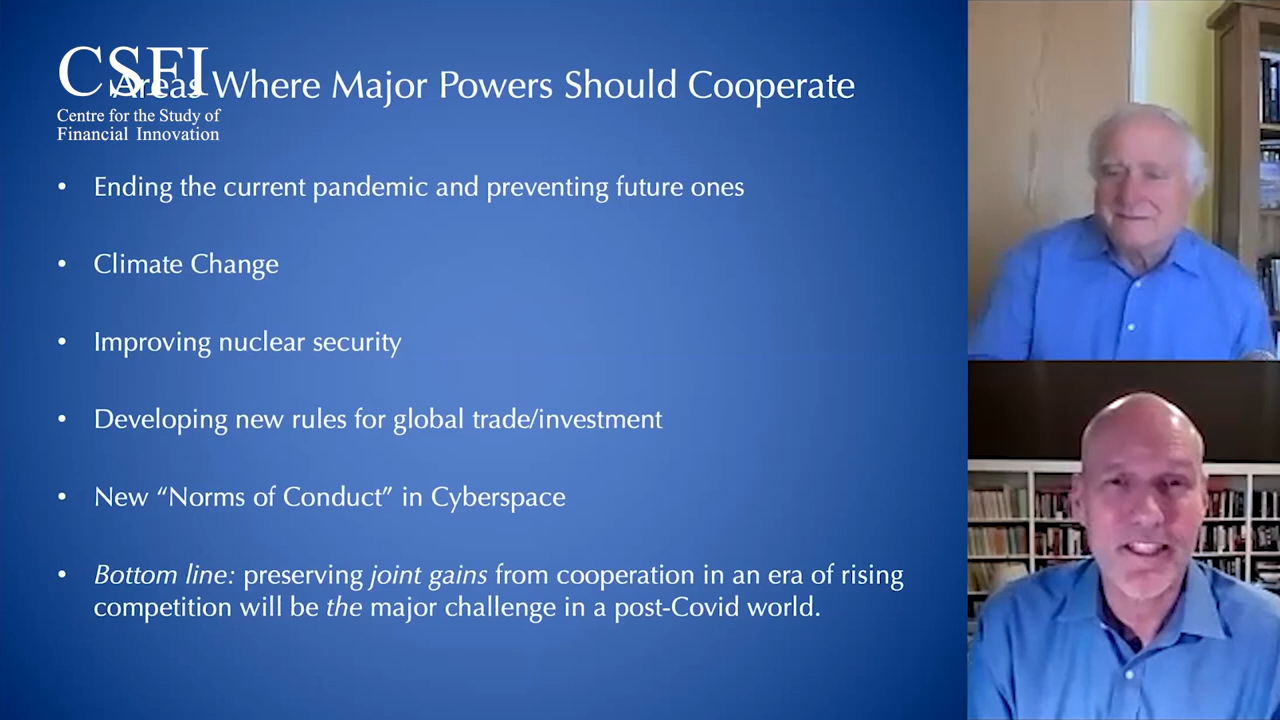 CSFI
Areas Where Major Powers Should Cooperate
Centre for the Study of
Financial Innovation
• Ending the current pandemic and preventing future ones
• Climate Change
• Improving nuclear security
• Developing new rules for global trade/investment
• New “Norms of Conduct” in Cyberspace
• Bottom line: preserving joint gains from cooperation in an era of rising
competition will be the major challenge in a post-Covid world.